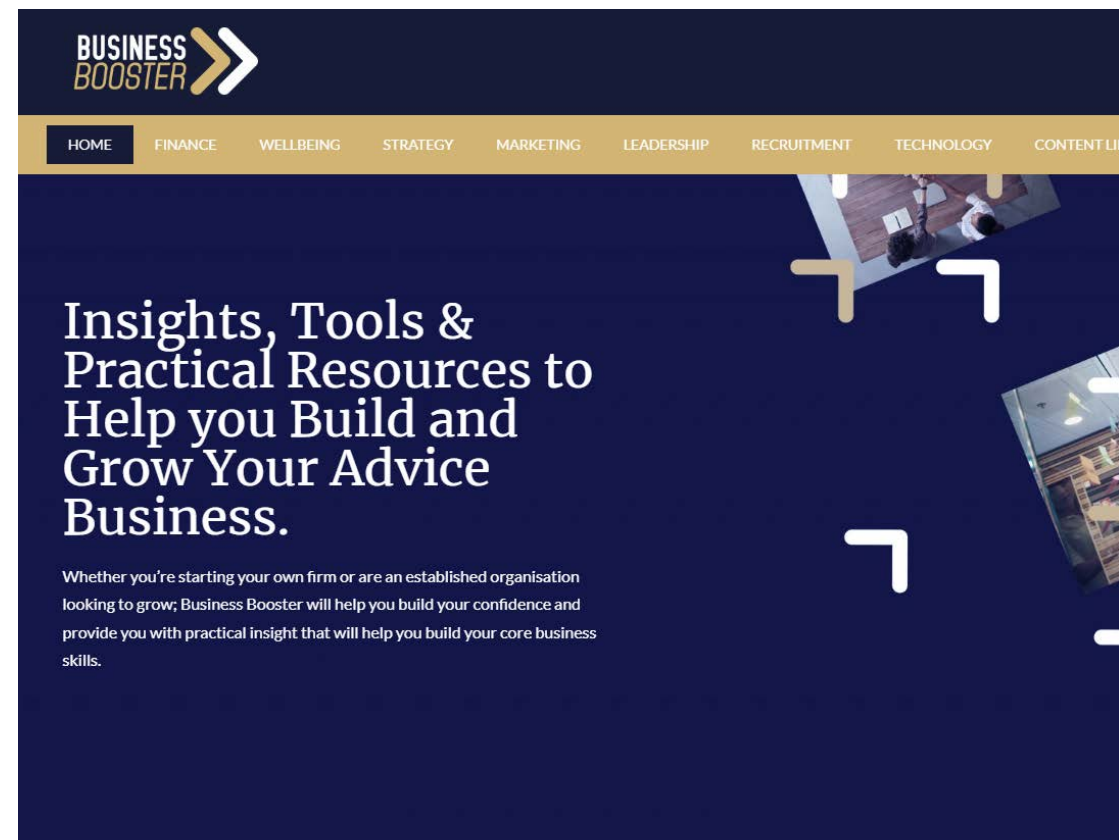 BUSINESS
BOOSTER
HOME FINANCE WELLBEING STRATEGY MARKETING LEADERSHIP RECRUITMENT TECHNOLOGY CONTENT
Insights, Tools &
Practical Resources to
Help you Build and
Grow Your Advice
Business.
Whether you’re starting your own firm or are an established organisation
looking to grow; Business Booster will help you build your confidence and
provide you with practical insight that will help you build your core business
skills.